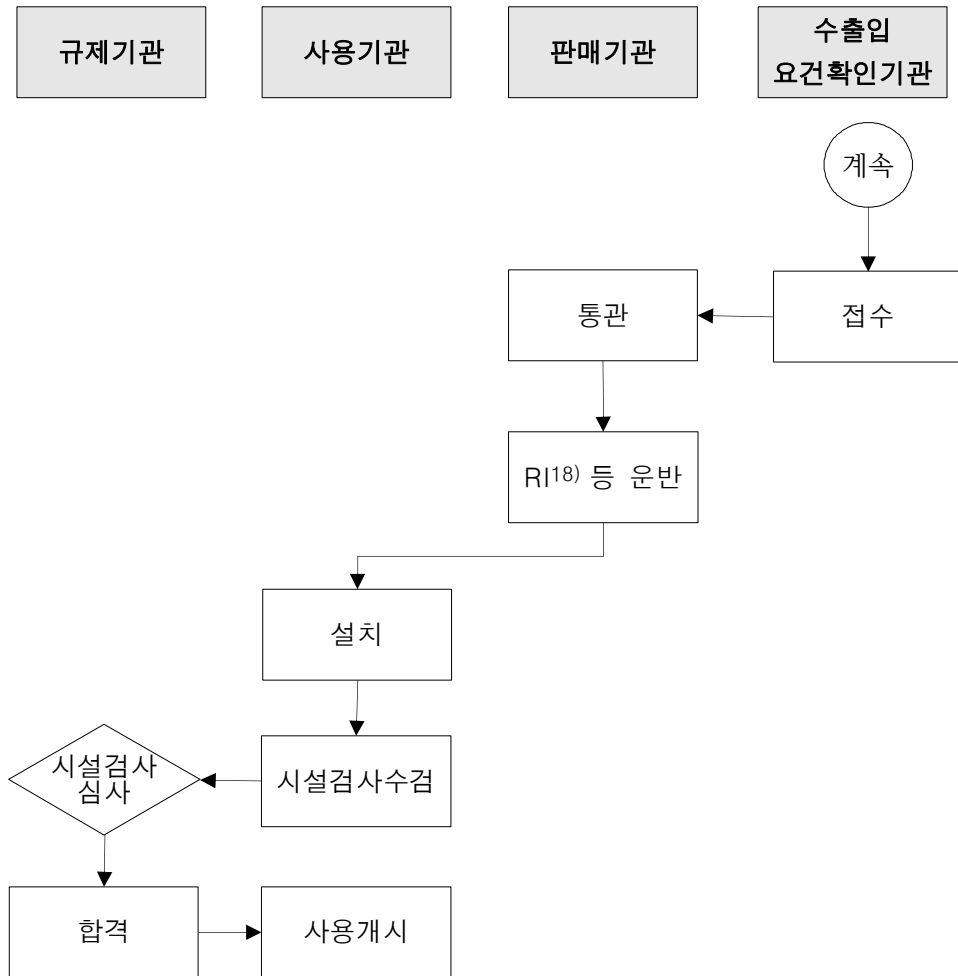 규제기관
사용기관
판매기관
수출입
요건확인기관
계속
통관
접수
RI18) 등 운반
설치
시설검사
심사
시설검사수검
합격
사용개시